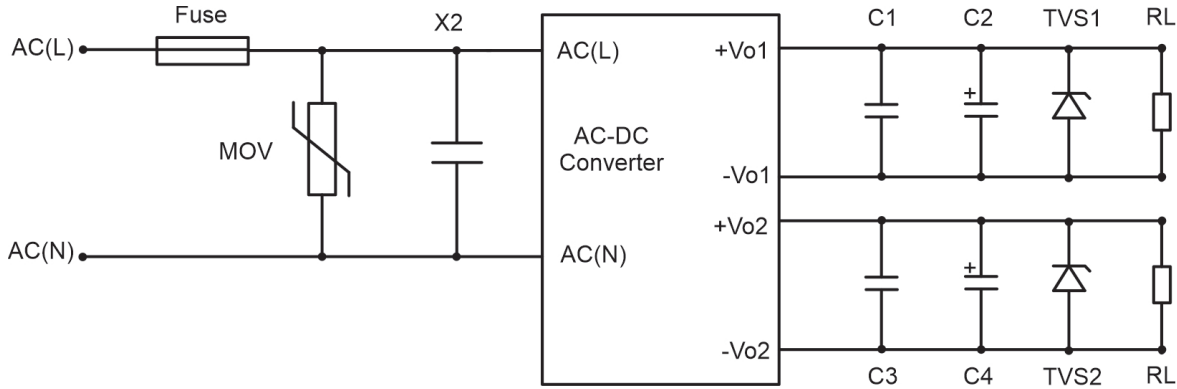 Fuse
X2
C1 C2 TVS1 RL
AC(L)
AC(L)
+Vo1
+
MOV
AC-DC
Converter
-Vo1
AC(N)
AC(N)
+Vo2
+
-Vo2
C3 C4 TVS2 RL